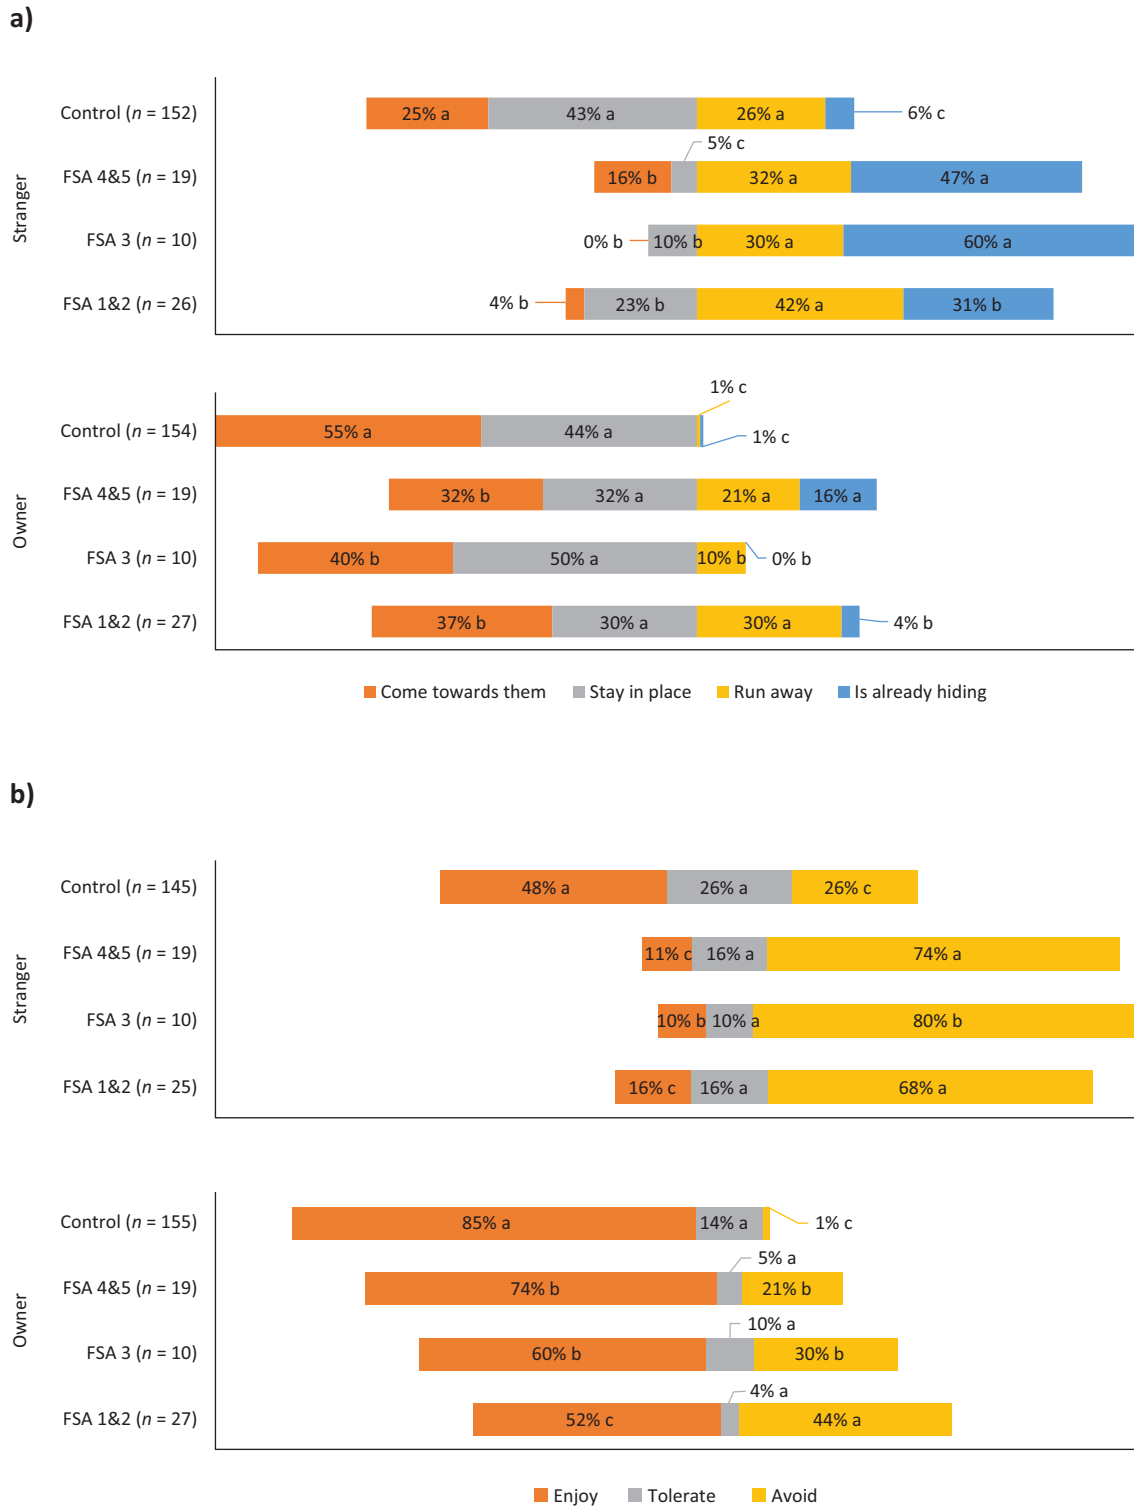 a)
Stranger
Control (n = 152)
25% a
43% a
26% a
6% c
FSA 4&5 (n = 19)
16% b
5% c
32% a
47% a
FSA 3 (n = 10)
0% b
10% b
30% a
60% a
FSA 1&2 (n = 26)
4% b
23% b
42% a
31% b
Owner
Control (n = 154)
55% a
44% a
1% c
1% c
FSA 4&5 (n = 19)
32% b
32% a
21% a
16% a
FSA 3 (n = 10)
40% b
50% a
10% b
0% b
FSA 1&2 (n = 27)
37% b
30% a
30% a
4% b
Come towards them Stay in place Run away Is already hiding
b)
Stranger
Control (n = 145)
48% a
26% a
26% c
FSA 4&5 (n = 19)
11% c
16% a
74% a
FSA 3 (n = 10)
10% b
10% a
80% b
FSA 1&2 (n = 25)
16% c
16% a
68% a
Owner
Control (n = 155)
85% a
14% a
1% c
FSA 4&5 (n = 19)
74% b
5% a
21% b
FSA 3 (n = 10)
60% b
10% a
30% b
FSA 1&2 (n = 27)
52% c
4% a
44% a
Enjoy Tolerate Avoid